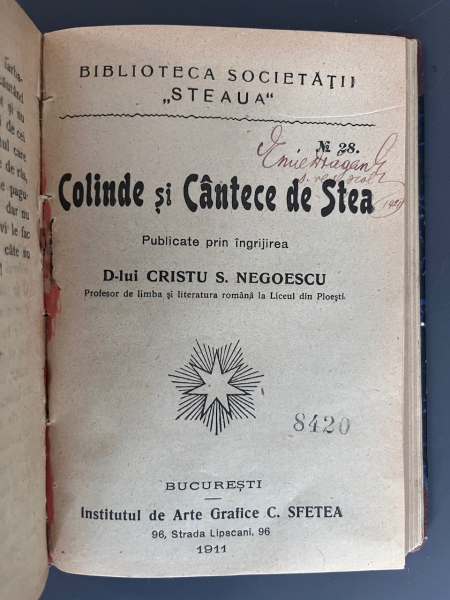 BIBLIOTECA SOCIETĂȚII
„STEAUA“
№ 28.
Colinde și Cântece de Stea
Publicate prin îngrijirea
D-lui CRISTU S. NEGOESCU
Profesor de limba și literatura română la Liceul din Ploești.
8420
BUCUREȘTI
Institutul de Arte Grafice C. SFETEA
96, Strada Lipscani, 96
1911